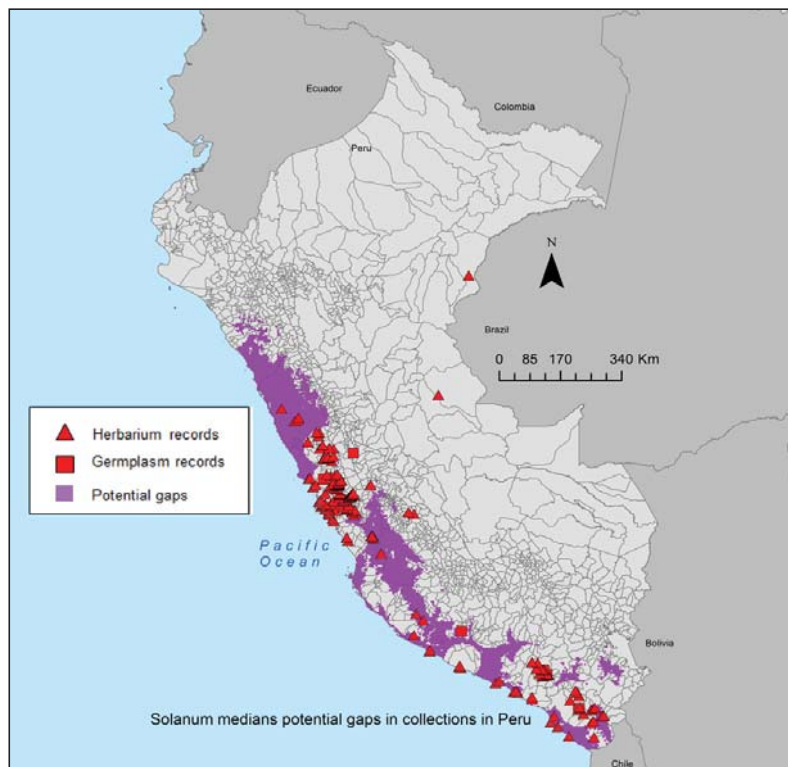 Ecuador
Colombia
Peru
N
Brazil
0 85 170 340 Km
Herbarium records
Germplasm records
Potential gaps
Pacific
Ocean
Bolivia
Solanum medians potential gaps in collections in Peru
Chile